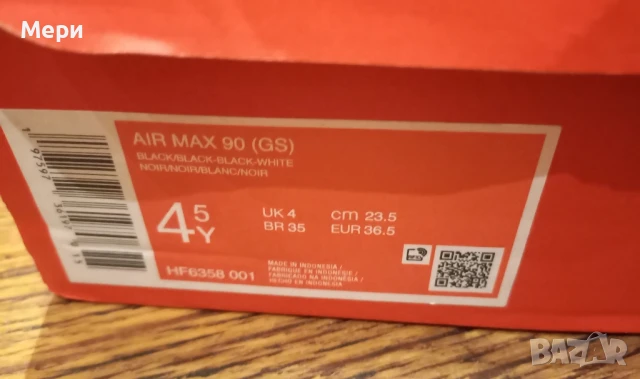 Мери
AIR MAX 90 (GS)
BLACK/BLACK-BLACK-WHITE
NOIR/NOIR/BLANC/NOIR
4 5 Y
UK 4 cm 23.5
BR 35 EUR 36.5
HF6358 001
MADE IN INDONESIA/
FABRIQUE EN INDONESIE/
FABRICADO NA INDONESIA/
HECHO EN INDONESIA
BAZAR